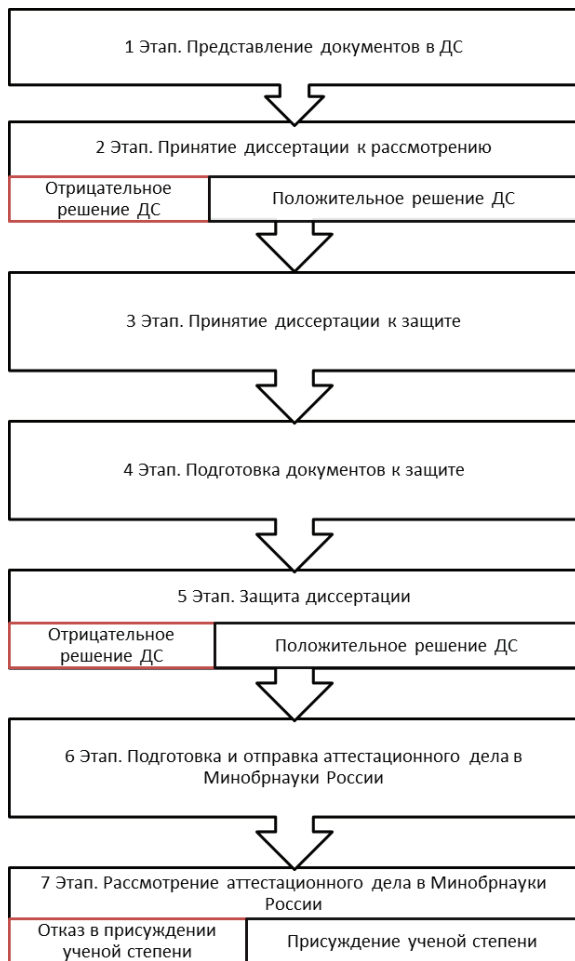 1 Этап. Представление документов в ДС
2 Этап. Принятие диссертации к рассмотрению
Отрицательное
решение ДС
Положительное решение ДС
3 Этап. Принятие диссертации к защите
4 Этап. Подготовка документов к защите
5 Этап. Защита диссертации
Отрицательное
решение ДС
Положительное решение ДС
6 Этап. Подготовка и отправка аттестационного дела в
Минобрнауки России
7 Этап. Рассмотрение аттестационного дела в Минобрнауки
России
Отказ в присуждении
ученой степени
Присуждение ученой степени